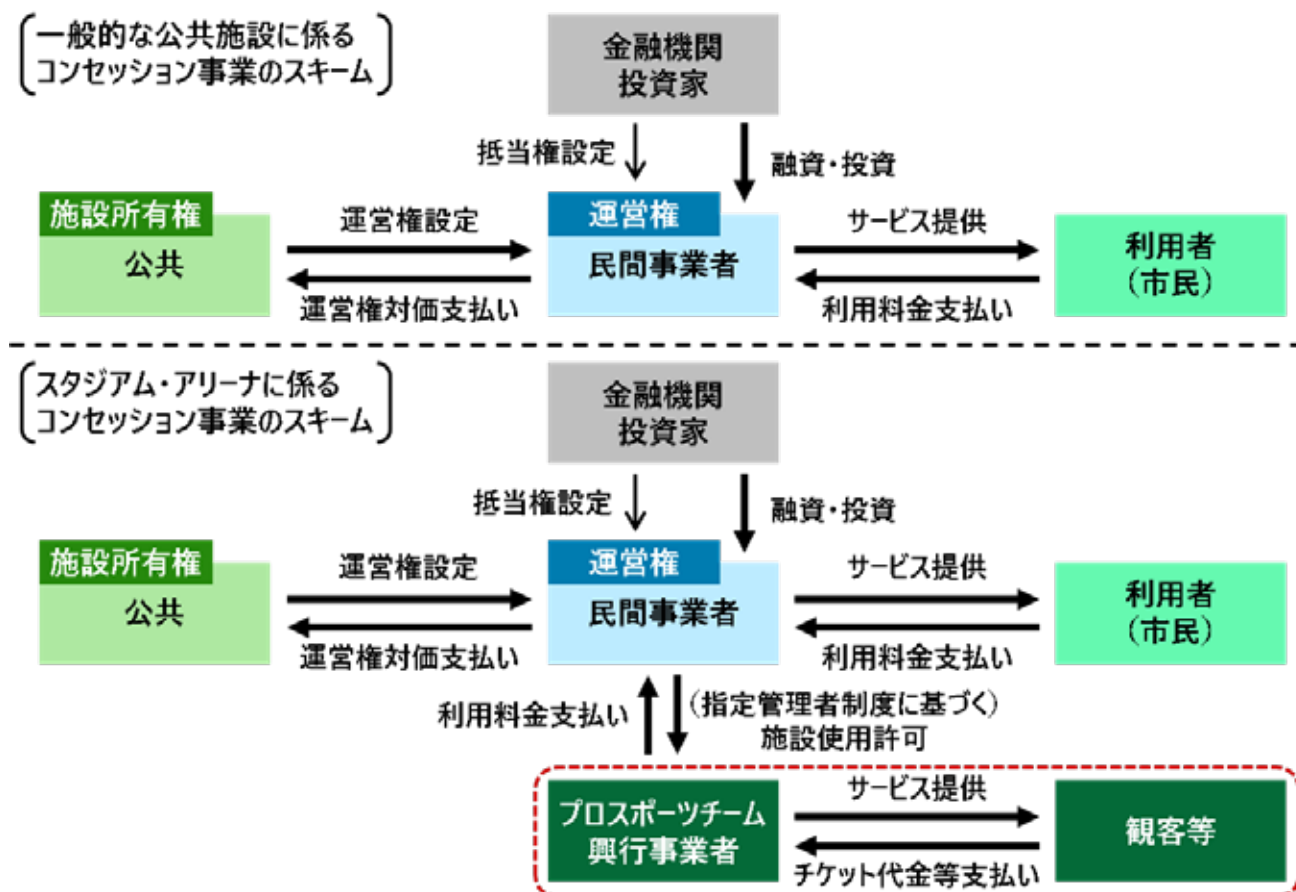 一般的な公共施設に係る
コンセッション事業のスキーム
金融機関
投資家
抵当権設定
融資・投資
施設所有権
公共
運営権設定
運営権対価支払い
運営権
民間事業者
サービス提供
利用料金支払い
利用者
(市民)
スタジアム・アリーナに係る
コンセッション事業のスキーム
金融機関
投資家
抵当権設定
融資・投資
施設所有権
公共
運営権設定
運営権対価支払い
運営権
民間事業者
サービス提供
利用料金支払い
利用者
(市民)
利用料金支払い
(指定管理者制度に基づく)
施設使用許可
プロスポーツチーム
興行事業者
サービス提供
チケット代金等支払い
観客等